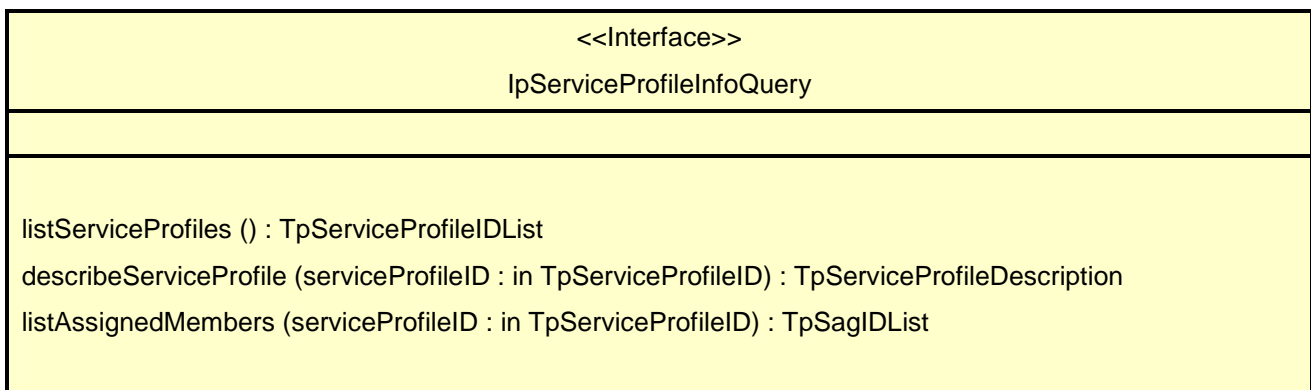 <<Interface>>
IpServiceProfileInfoQuery
listServiceProfiles () : TpServiceProfileIDList
describeServiceProfile (serviceProfileID : in TpServiceProfileID) : TpServiceProfileDescription
listAssignedMembers (serviceProfileID : in TpServiceProfileID) : TpSagIDList